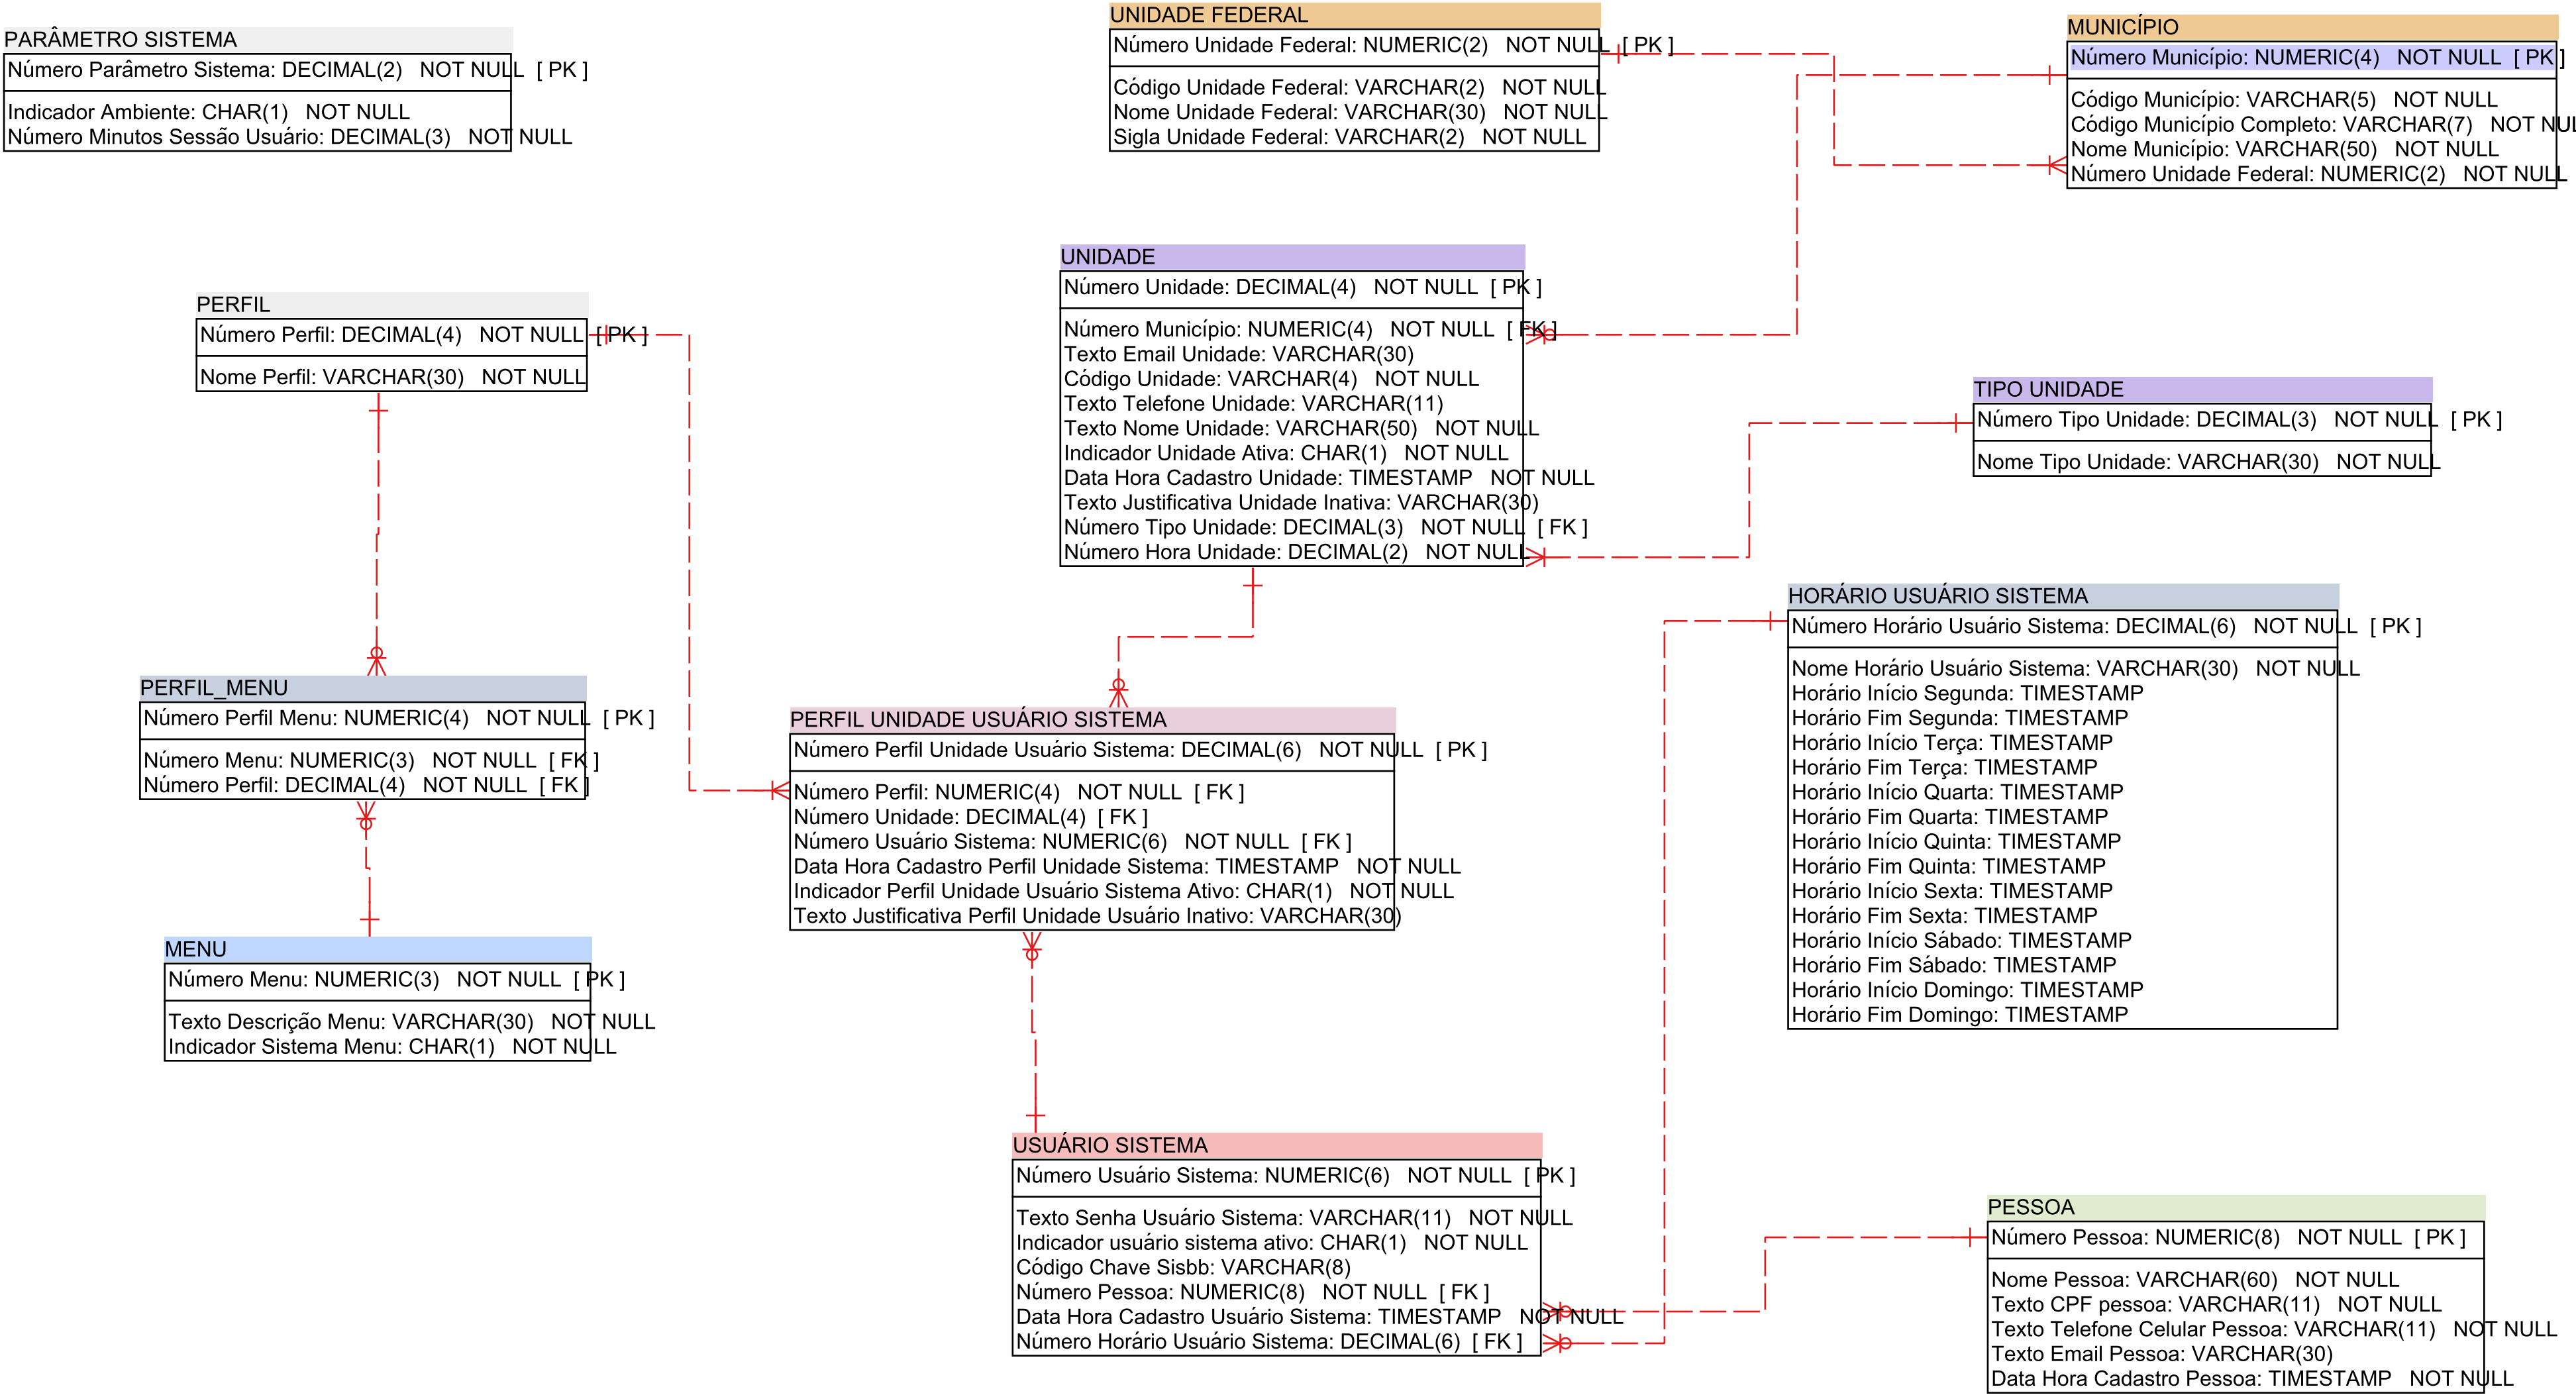 PARÂMETRO SISTEMA
Número Parâmetro Sistema: DECIMAL(2) NOT NULL [ PK ]
Indicador Ambiente: CHAR(1) NOT NULL
Número Minutos Sessão Usuário: DECIMAL(3) NOT NULL
UNIDADE FEDERAL
Número Unidade Federal: NUMERIC(2) NOT NULL [ PK ]
Código Unidade Federal: VARCHAR(2) NOT NULL
Nome Unidade Federal: VARCHAR(30) NOT NULL
Sigla Unidade Federal: VARCHAR(2) NOT NULL
MUNICÍPIO
Número Município: NUMERIC(4) NOT NULL [ PK ]
Código Município: VARCHAR(5) NOT NULL
Código Município Completo: VARCHAR(7) NOT NUL
Nome Município: VARCHAR(50) NOT NULL
Número Unidade Federal: NUMERIC(2) NOT NULL
PERFIL
Número Perfil: DECIMAL(4) NOT NULL [ PK ]
Nome Perfil: VARCHAR(30) NOT NULL
UNIDADE
Número Unidade: DECIMAL(4) NOT NULL [ PK ]
Número Município: NUMERIC(4) NOT NULL [ FK ]
Texto Email Unidade: VARCHAR(30)
Código Unidade: VARCHAR(4) NOT NULL
Texto Telefone Unidade: VARCHAR(11)
Texto Nome Unidade: VARCHAR(50) NOT NULL
Indicador Unidade Ativa: CHAR(1) NOT NULL
Data Hora Cadastro Unidade: TIMESTAMP NOT NULL
Texto Justificativa Unidade Inativa: VARCHAR(30)
Número Tipo Unidade: DECIMAL(3) NOT NULL [ FK ]
Número Hora Unidade: DECIMAL(2) NOT NULL
TIPO UNIDADE
Número Tipo Unidade: DECIMAL(3) NOT NULL [ PK ]
Nome Tipo Unidade: VARCHAR(30) NOT NULL
HORÁRIO USUÁRIO SISTEMA
Número Horário Usuário Sistema: DECIMAL(6) NOT NULL [ PK ]
Nome Horário Usuário Sistema: VARCHAR(30) NOT NULL
Horário Início Segunda: TIMESTAMP
Horário Fim Segunda: TIMESTAMP
Horário Início Terça: TIMESTAMP
Horário Fim Terça: TIMESTAMP
Horário Início Quarta: TIMESTAMP
Horário Fim Quarta: TIMESTAMP
Horário Início Quinta: TIMESTAMP
Horário Fim Quinta: TIMESTAMP
Horário Início Sexta: TIMESTAMP
Horário Fim Sexta: TIMESTAMP
Horário Início Sábado: TIMESTAMP
Horário Fim Sábado: TIMESTAMP
Horário Início Domingo: TIMESTAMP
Horário Fim Domingo: TIMESTAMP
PERFIL_MENU
Número Perfil Menu: NUMERIC(4) NOT NULL [ PK ]
Número Menu: NUMERIC(3) NOT NULL [ FK ]
Número Perfil: DECIMAL(4) NOT NULL [ FK ]
PERFIL UNIDADE USUÁRIO SISTEMA
Número Perfil Unidade Usuário Sistema: DECIMAL(6) NOT NULL [ PK ]
Número Perfil: NUMERIC(4) NOT NULL [ FK ]
Número Unidade: DECIMAL(4) [ FK ]
Número Usuário Sistema: NUMERIC(6) NOT NULL [ FK ]
Data Hora Cadastro Perfil Unidade Sistema: TIMESTAMP NOT NULL
Indicador Perfil Unidade Usuário Sistema Ativo: CHAR(1) NOT NULL
Texto Justificativa Perfil Unidade Usuário Inativo: VARCHAR(30)
MENU
Número Menu: NUMERIC(3) NOT NULL [ PK ]
Texto Descrição Menu: VARCHAR(30) NOT NULL
Indicador Sistema Menu: CHAR(1) NOT NULL
USUÁRIO SISTEMA
Número Usuário Sistema: NUMERIC(6) NOT NULL [ PK ]
Texto Senha Usuário Sistema: VARCHAR(11) NOT NULL
Indicador usuário sistema ativo: CHAR(1) NOT NULL
Código Chave Sisbb: VARCHAR(8)
Número Pessoa: NUMERIC(8) NOT NULL [ FK ]
Data Hora Cadastro Usuário Sistema: TIMESTAMP NOT NULL
Número Horário Usuário Sistema: DECIMAL(6) [ FK ]
PESSOA
Número Pessoa: NUMERIC(8) NOT NULL [ PK ]
Nome Pessoa: VARCHAR(60) NOT NULL
Texto CPF pessoa: VARCHAR(11) NOT NULL
Texto Telefone Celular Pessoa: VARCHAR(11) NOT NULL
Texto Email Pessoa: VARCHAR(30)
Data Hora Cadastro Pessoa: TIMESTAMP NOT NULL